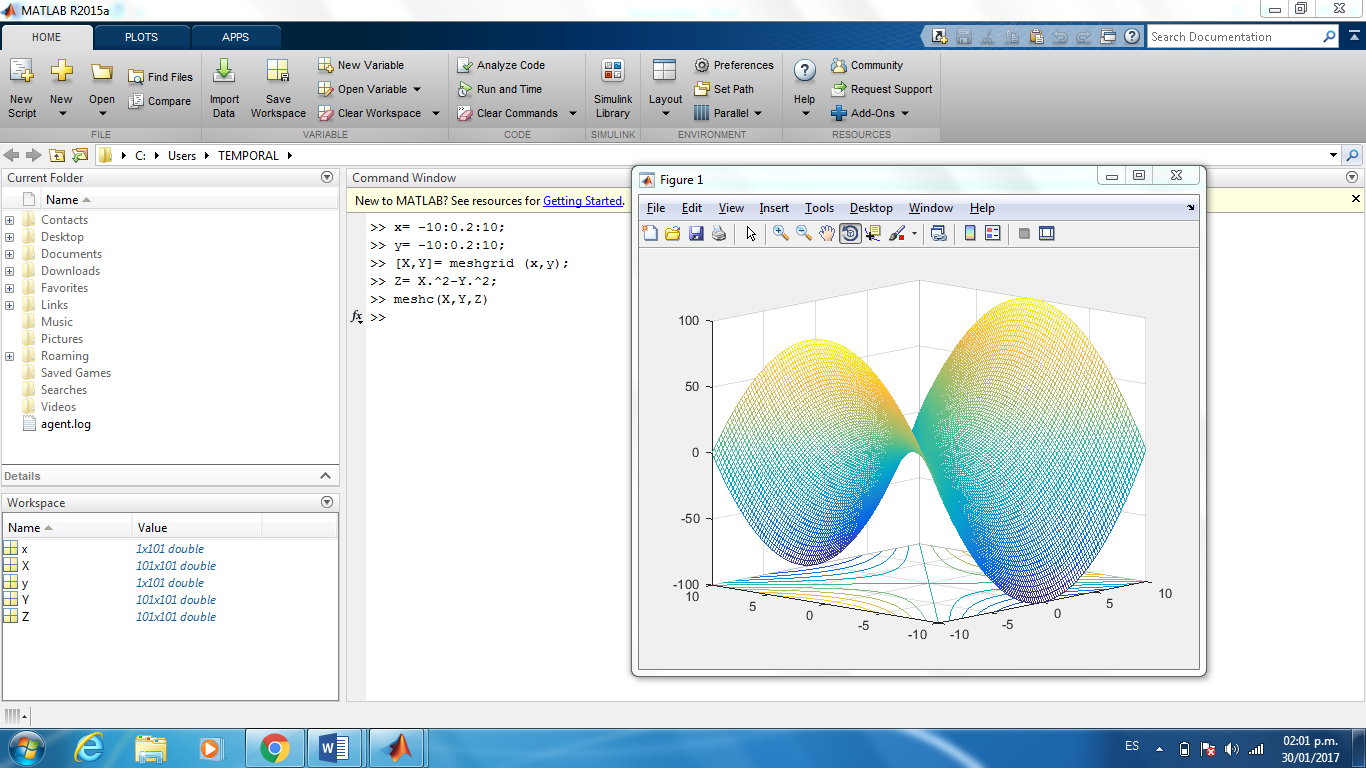 MATLAB R2015a
HOME PLOTS APPS
Search Documentation
New Script
New
Open
Find Files
Compare
FILE
Import Data
Save Workspace
New Variable
Open Variable
Clear Workspace
VARIABLE
Analyze Code
Run and Time
Clear Commands
CODE
Simulink Library
SIMULINK
Layout
Preferences
Set Path
Parallel
ENVIRONMENT
Help
Community
Request Support
Add-Ons
RESOURCES
C: Users TEMPORAL
Current Folder
Name
Contacts
Desktop
Documents
Downloads
Favorites
Links
Music
Pictures
Roaming
Saved Games
Searches
Videos
agent.log
Details
Workspace
Name Value
x 1x101 double
X 101x101 double
y 1x101 double
Y 101x101 double
Z 101x101 double
Command Window
New to MATLAB? See resources for Getting Started.
>> x= -10:0.2:10;
>> y= -10:0.2:10;
>> [X,Y]= meshgrid (x,y);
>> Z= X.^2-Y.^2;
>> meshc(X,Y,Z)
fx >>
Figure 1
File Edit View Insert Tools Desktop Window Help
100
50
0
-50
-100
10 5 0 -5 -10
-10 -5 0 5 10
ES
02:01 p.m.
30/01/2017